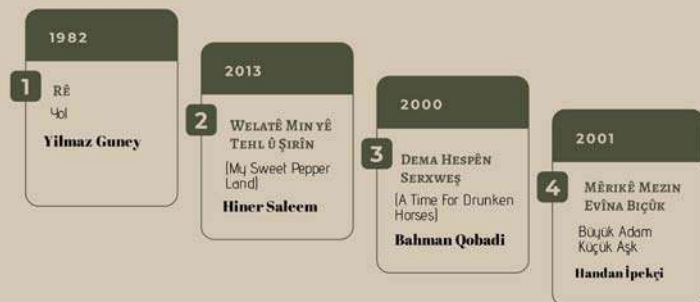 1982
1
RÊ
Yol
Yilmaz Guney
2013
2
WELATÊ MIN YÊ
TEHL Û ŞIRÎN
(My Sweet Pepper
Land)
Hiner Saleem
2000
3
DEMA HESPÊN
SERXWEŞ
(A Time For Drunken
Horses)
Bahman Qobadi
2001
4
MÊRIKÊ MEZIN
EVÎNA BIÇÛK
Büyük Adam
Küçük Aşk
Handan İpekçi